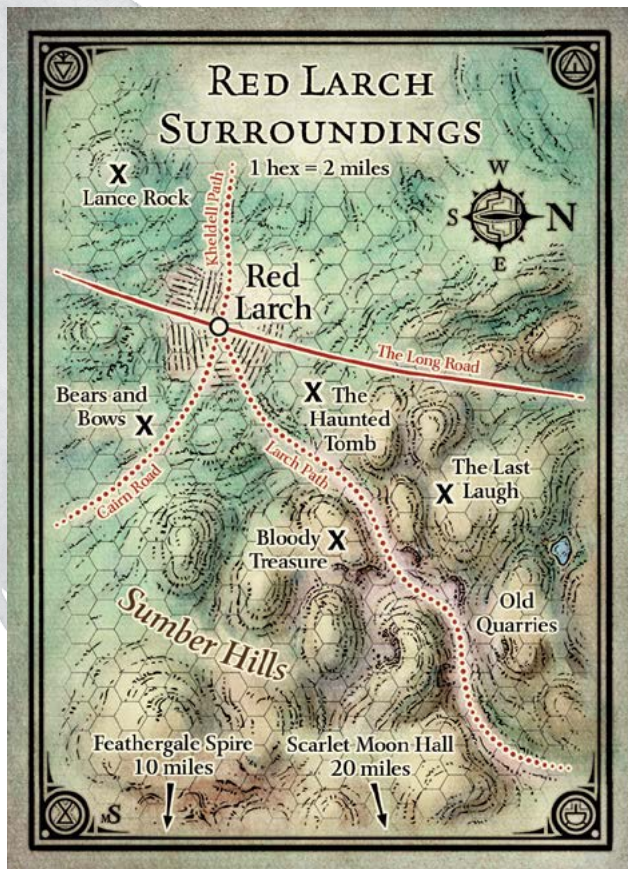 RED LARCH
SURROUNDINGS
1 hex = 2 miles
W
S
N
E
Lance Rock
Kheldell Path
Red
Larch
The Long Road
Bears and
Bows
The
Haunted
Tomb
Cairn Road
Larch Path
The Last
Laugh
Bloody
Treasure
Old
Quarries
Sumber Hills
Feathergale Spire
10 miles
Scarlet Moon Hall
20 miles
MS